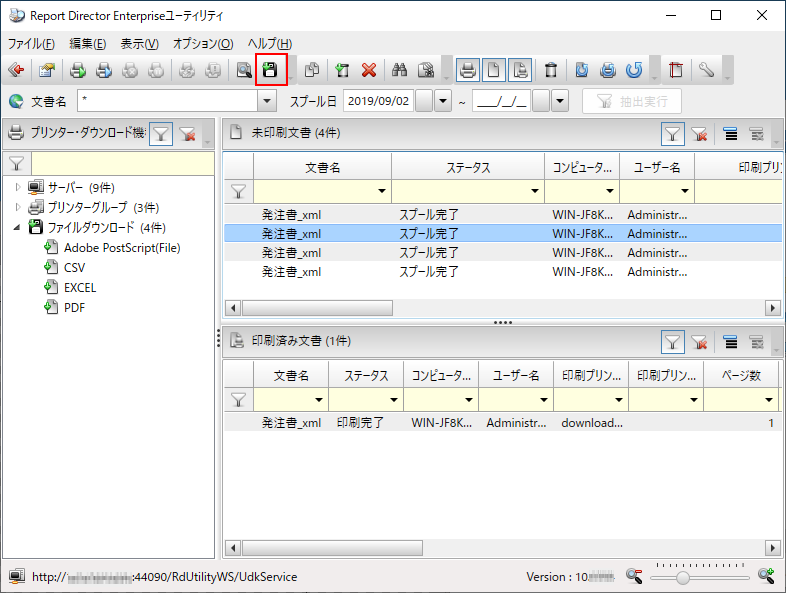 Report Director Enterpriseユーティリティ
ファイル(F) 編集(E) 表示(V) オプション(O) ヘルプ(H)
文書名 * スプール日 2019/09/02 ~ ___/__/__ 抽出実行
プリンター・ダウンロード機
サーバー (9件)
プリンターグループ (3件)
ファイルダウンロード (4件)
Adobe PostScript(File)
CSV
EXCEL
PDF
未印刷文書 (4件)
文書名 ステータス コンピュータ... ユーザー名 印刷プリ
発注書_xml スプール完了 WIN-JF8K... Administr...
発注書_xml スプール完了 WIN-JF8K... Administr...
発注書_xml スプール完了 WIN-JF8K... Administr...
発注書_xml スプール完了 WIN-JF8K... Administr...
印刷済み文書 (1件)
文書名 ステータス コンピュータ... ユーザー名 印刷プリン... 印刷プリン... ページ数
発注書_xml 印刷完了 WIN-JF8K... Administr... download... 1
http:// :44090/RdUtilityWS/UdkService Version : 10